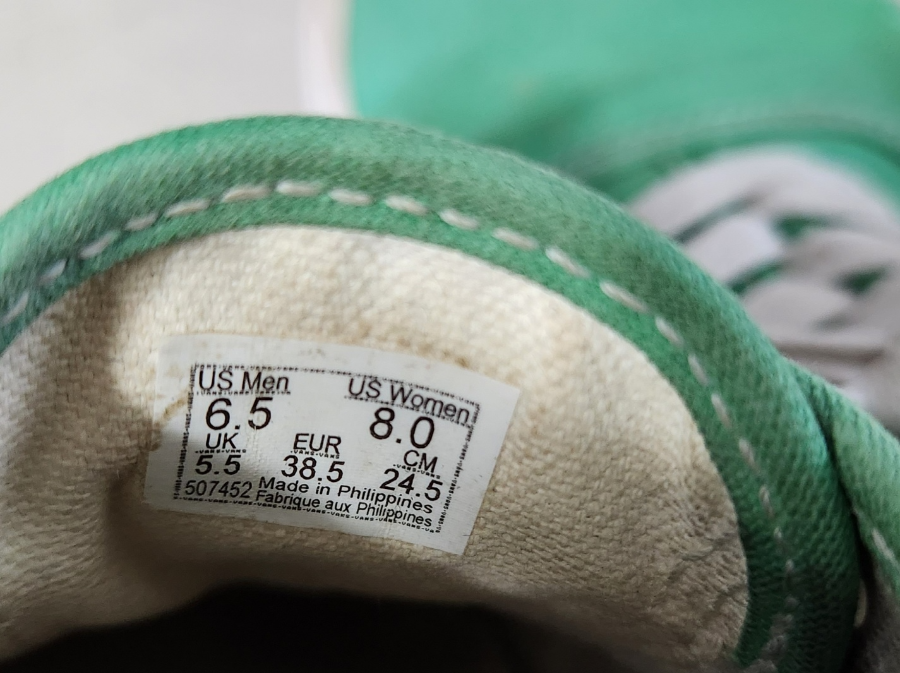 US Men US Women
6.5 8.0
UK EUR CM
5.5 38.5 24.5
507452 Made in Philippines
Fabrique aux Philippines